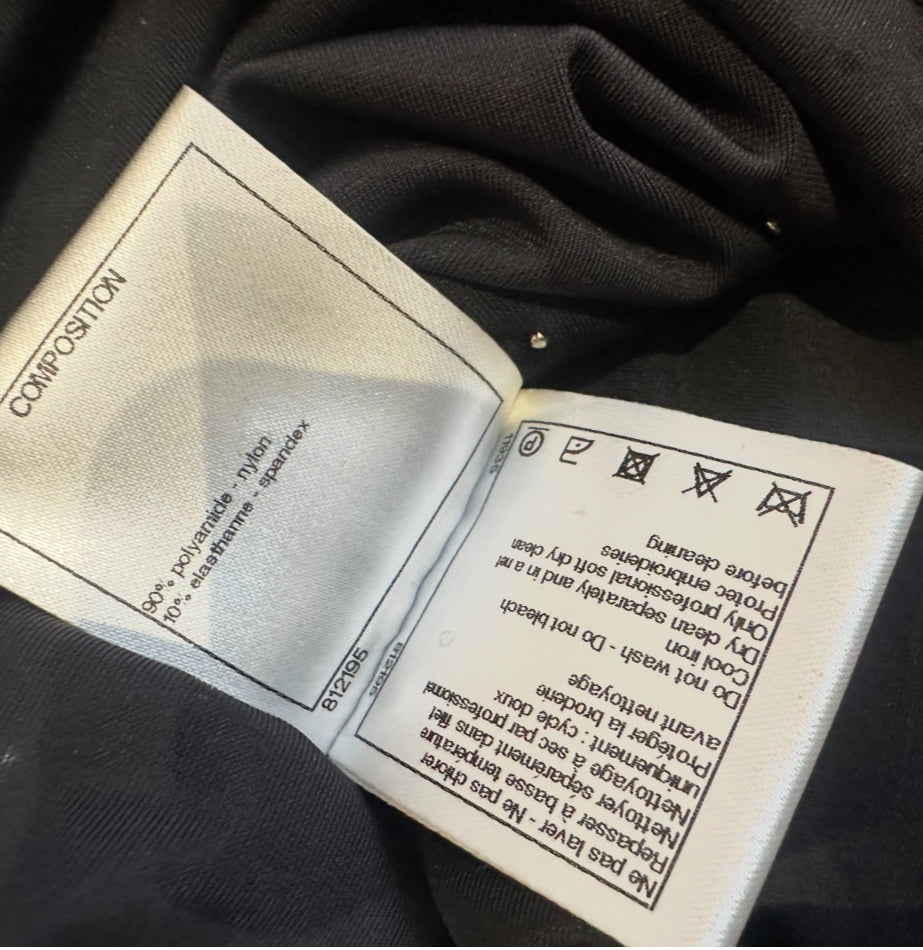 COMPOSITION
90% polyamide - nylon
10% elasthanne - spandex
812195
Ne pas laver - Ne pas chlorer
Repasser à basse température
Nettoyer séparément dans filet
Nettoyage à sec par professionnel
uniquement : cycle doux
Protéger la broderie
avant nettoyage
Do not wash - Do not bleach
Cool iron
Dry clean separately and in a net
Only professional soft dry clean
Protec embroideries
before cleaning
P
812195